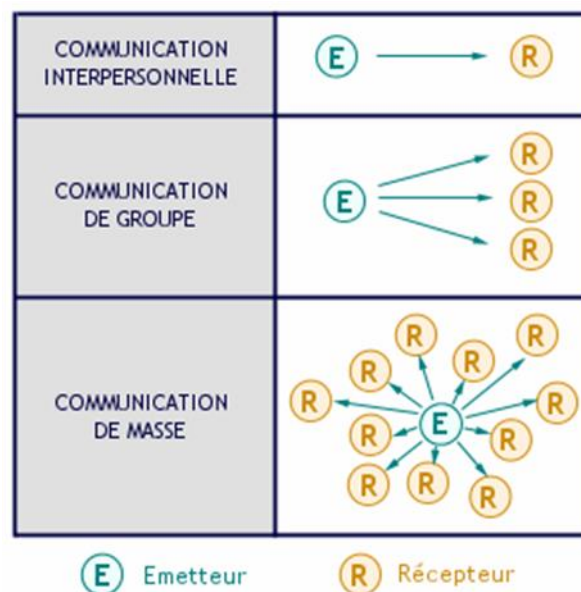 COMMUNICATION
INTERPERSONNELLE
E R
COMMUNICATION
DE GROUPE
R
E R
R
COMMUNICATION
DE MASSE
R R
R R
R R
E
R R
R R R
E Emetteur R Récepteur